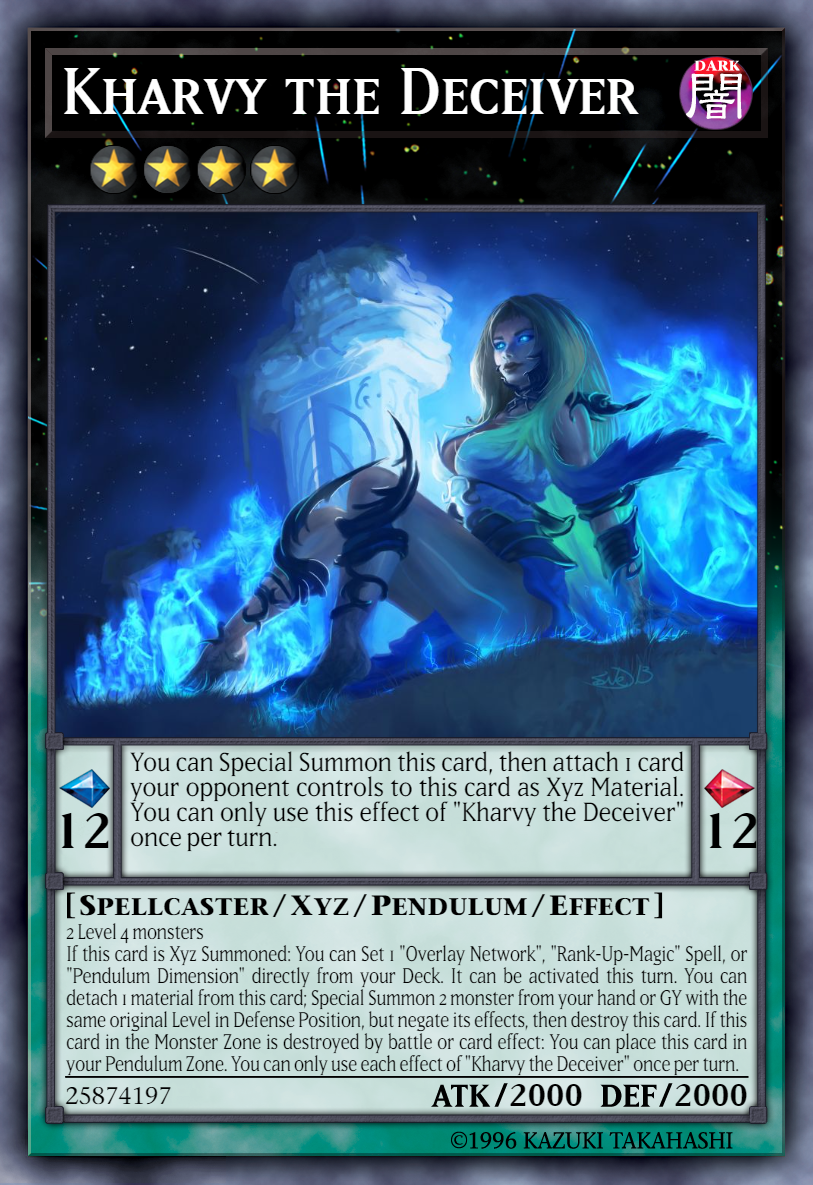 Kharvy the Deceiver
DARK
闇
You can Special Summon this card, then attach 1 card
your opponent controls to this card as Xyz Material.
You can only use this effect of "Kharvy the Deceiver"
once per turn.
12
12
[Spellcaster/Xyz/Pendulum/Effect]
2 Level 4 monsters
If this card is Xyz Summoned: You can Set 1 "Overlay Network", "Rank-Up-Magic" Spell, or
"Pendulum Dimension" directly from your Deck. It can be activated this turn. You can
detach 1 material from this card; Special Summon 2 monster from your hand or GY with the
same original Level in Defense Position, but negate its effects, then destroy this card. If this
card in the Monster Zone is destroyed by battle or card effect: You can place this card in
your Pendulum Zone. You can only use each effect of "Kharvy the Deceiver" once per turn.
25874197
ATK/2000 DEF/2000
©1996 KAZUKI TAKAHASHI